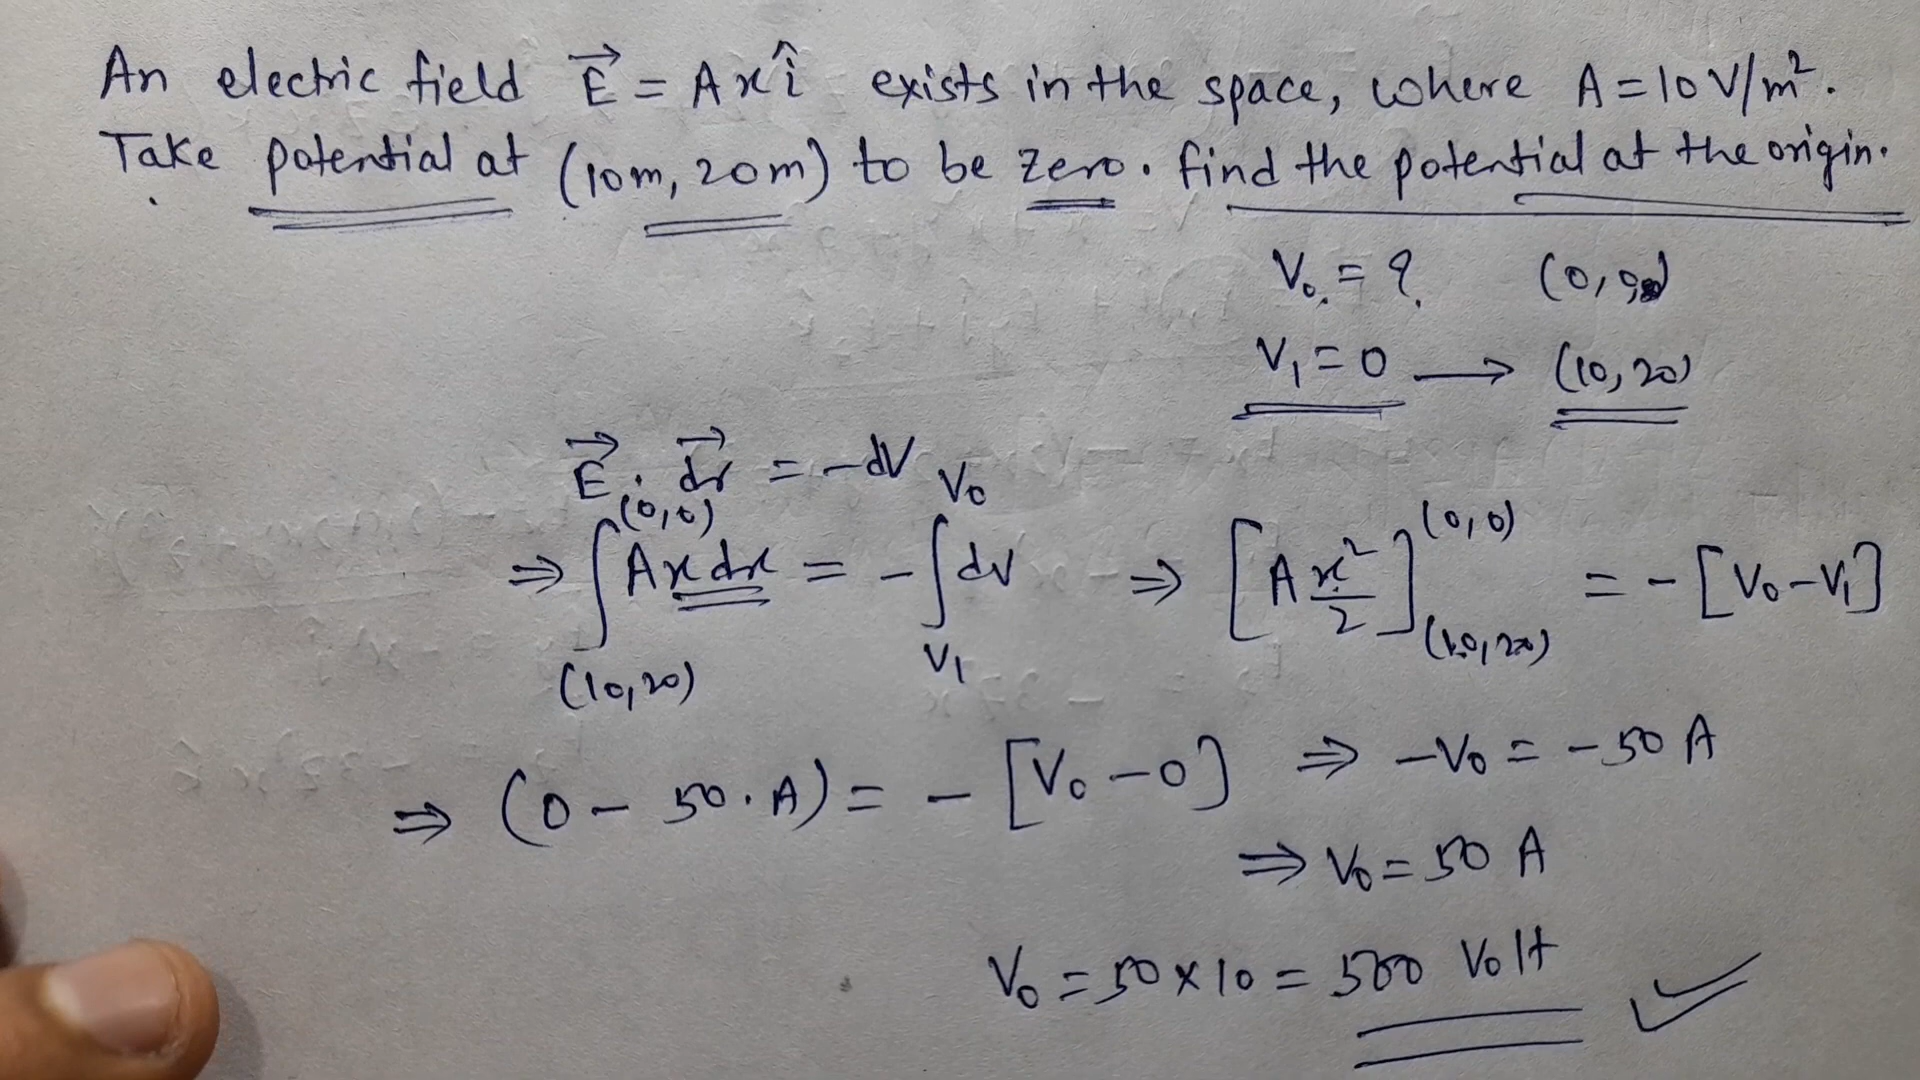 An electric field E⃗ = Axî exists in the space, where A = 10 V/m².
Take potential at (10m, 20m) to be zero. find the potential at the origin.
V₀ = ? (0, 0)
V₁ = 0 → (10, 20)
E⃗ . dr⃗ = -dV
⇒ ∫_(10,20)^(0,0) Ax dx = - ∫_V₁^V₀ dv ⇒ [A x²/2]_(10,20)^(0,0) = - [V₀ - V₁]
⇒ (0 - 50 . A) = - [V₀ - 0] ⇒ -V₀ = -50 A
⇒ V₀ = 50 A
V₀ = 50 × 10 = 500 Volt ✓